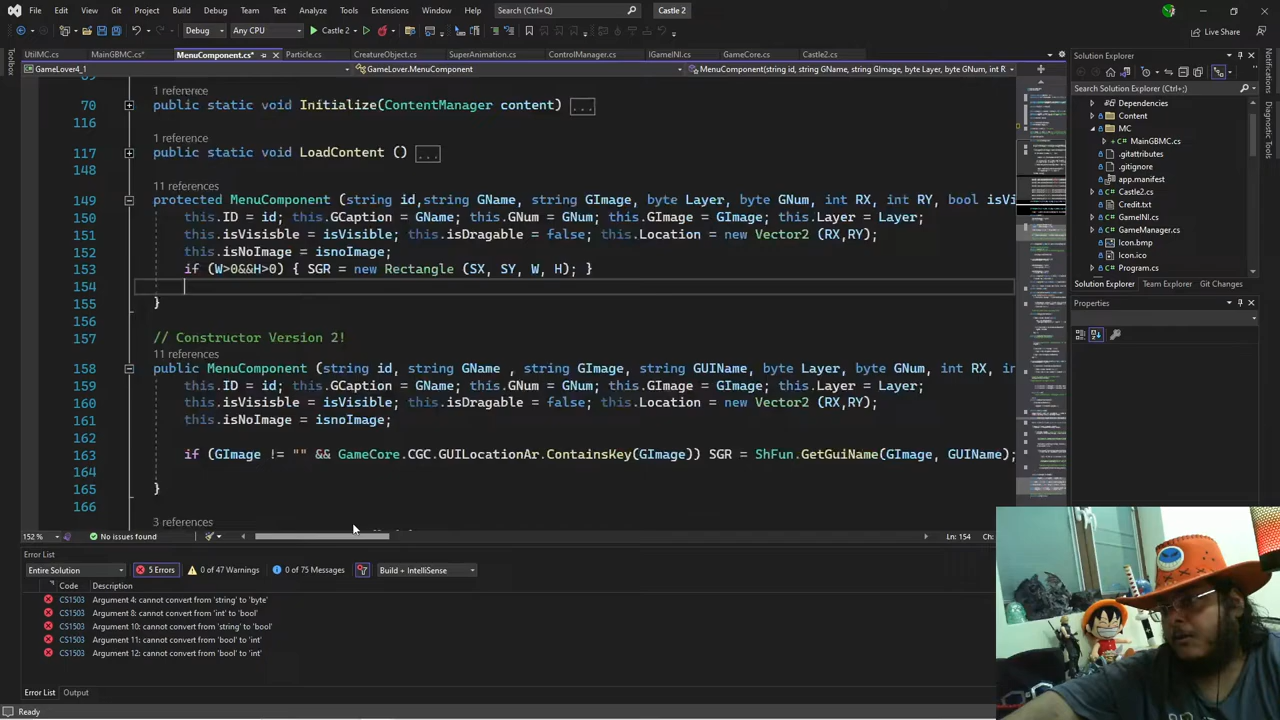 File Edit View Git Project Build Debug Team Test Analyze Tools Extensions Window Help Search (Ctrl+Q) Castle 2
Debug Any CPU Castle 2 Live Share
UtilMC.cs MainGBMC.cs* MenuComponent.cs* Particle.cs CreatureObject.cs SuperAnimation.cs ControlManager.cs IGameINI.cs GameCore.cs Castle2.cs
GameLover4_1 GameLover.MenuComponent MenuComponent(string id, string GName, string GImage, byte Layer, byte GNum, int R
Toolbox
Notifications
Diagnostic Tools
1 reference
70 public static void Initialize(ContentManager content) ...
116
1 reference
117 public static void ... 
148
11 references
149 protected MenuComponent id,string GName, string GImage, byte Layer, byte GNum, int RX, int RY, bool isVi
150 this.ID = id; = GName; this.GNum = GNum; this.GImage = GImage; this.Layer = Layer;
151 this.isVisible this.isDragable = false; this.Location = new Vector2 (RX,RY);
152 this.isNoimage = isnoimage;
153 if (W>0&&H>0) { SGR = new Rectangle (SX, SY, W, H); }
154
155 }
156
157 // Constructor Version 2
11 references
158 public MenuComponent id, string GName , string GImage, string GUIName, byte Layer, byte GNum, int RX, in
159 this.ID = id; = GName; this.GNum = GNum; this.GImage = GImage; this.Layer = Layer;
160 this.isVisible this.isDragable = false; this.Location = new Vector2 (RX,RY);
161 this.isNoimage =
162
163 if (GImage != "" && GameCore.CGL.GUILocationAr.ContainsKey(GImage)) SGR = ShFun.GetGuiName(GImage, GUIName);
164
165 }
166
3 references
152 % No issues found Ln: 154 Ch:
Error List
Entire Solution 5 Errors 0 of 47 Warnings 0 of 75 Messages Build + IntelliSense
Code Description
CS1503 Argument 4: cannot convert from 'string' to 'byte'
CS1503 Argument 8: cannot convert from 'int' to 'bool'
CS1503 Argument 10: cannot convert from 'string' to 'bool'
CS1503 Argument 11: cannot convert from 'bool' to 'int'
CS1503 Argument 12: cannot convert from 'bool' to 'int'
Error List Output
Ready
Solution Explorer
Search Solution Explorer (Ctrl+;)
Dependencies
Content
MC
MainGBMC.cs
.gitattributes
.gitignore
app.manifest
Castle2.cs
Credit.txt
GameINI.cs
GameManager.cs
Icon.bmp
Icon.ico
Program.cs
Solution Explorer Team Explorer Git Changes
Properties